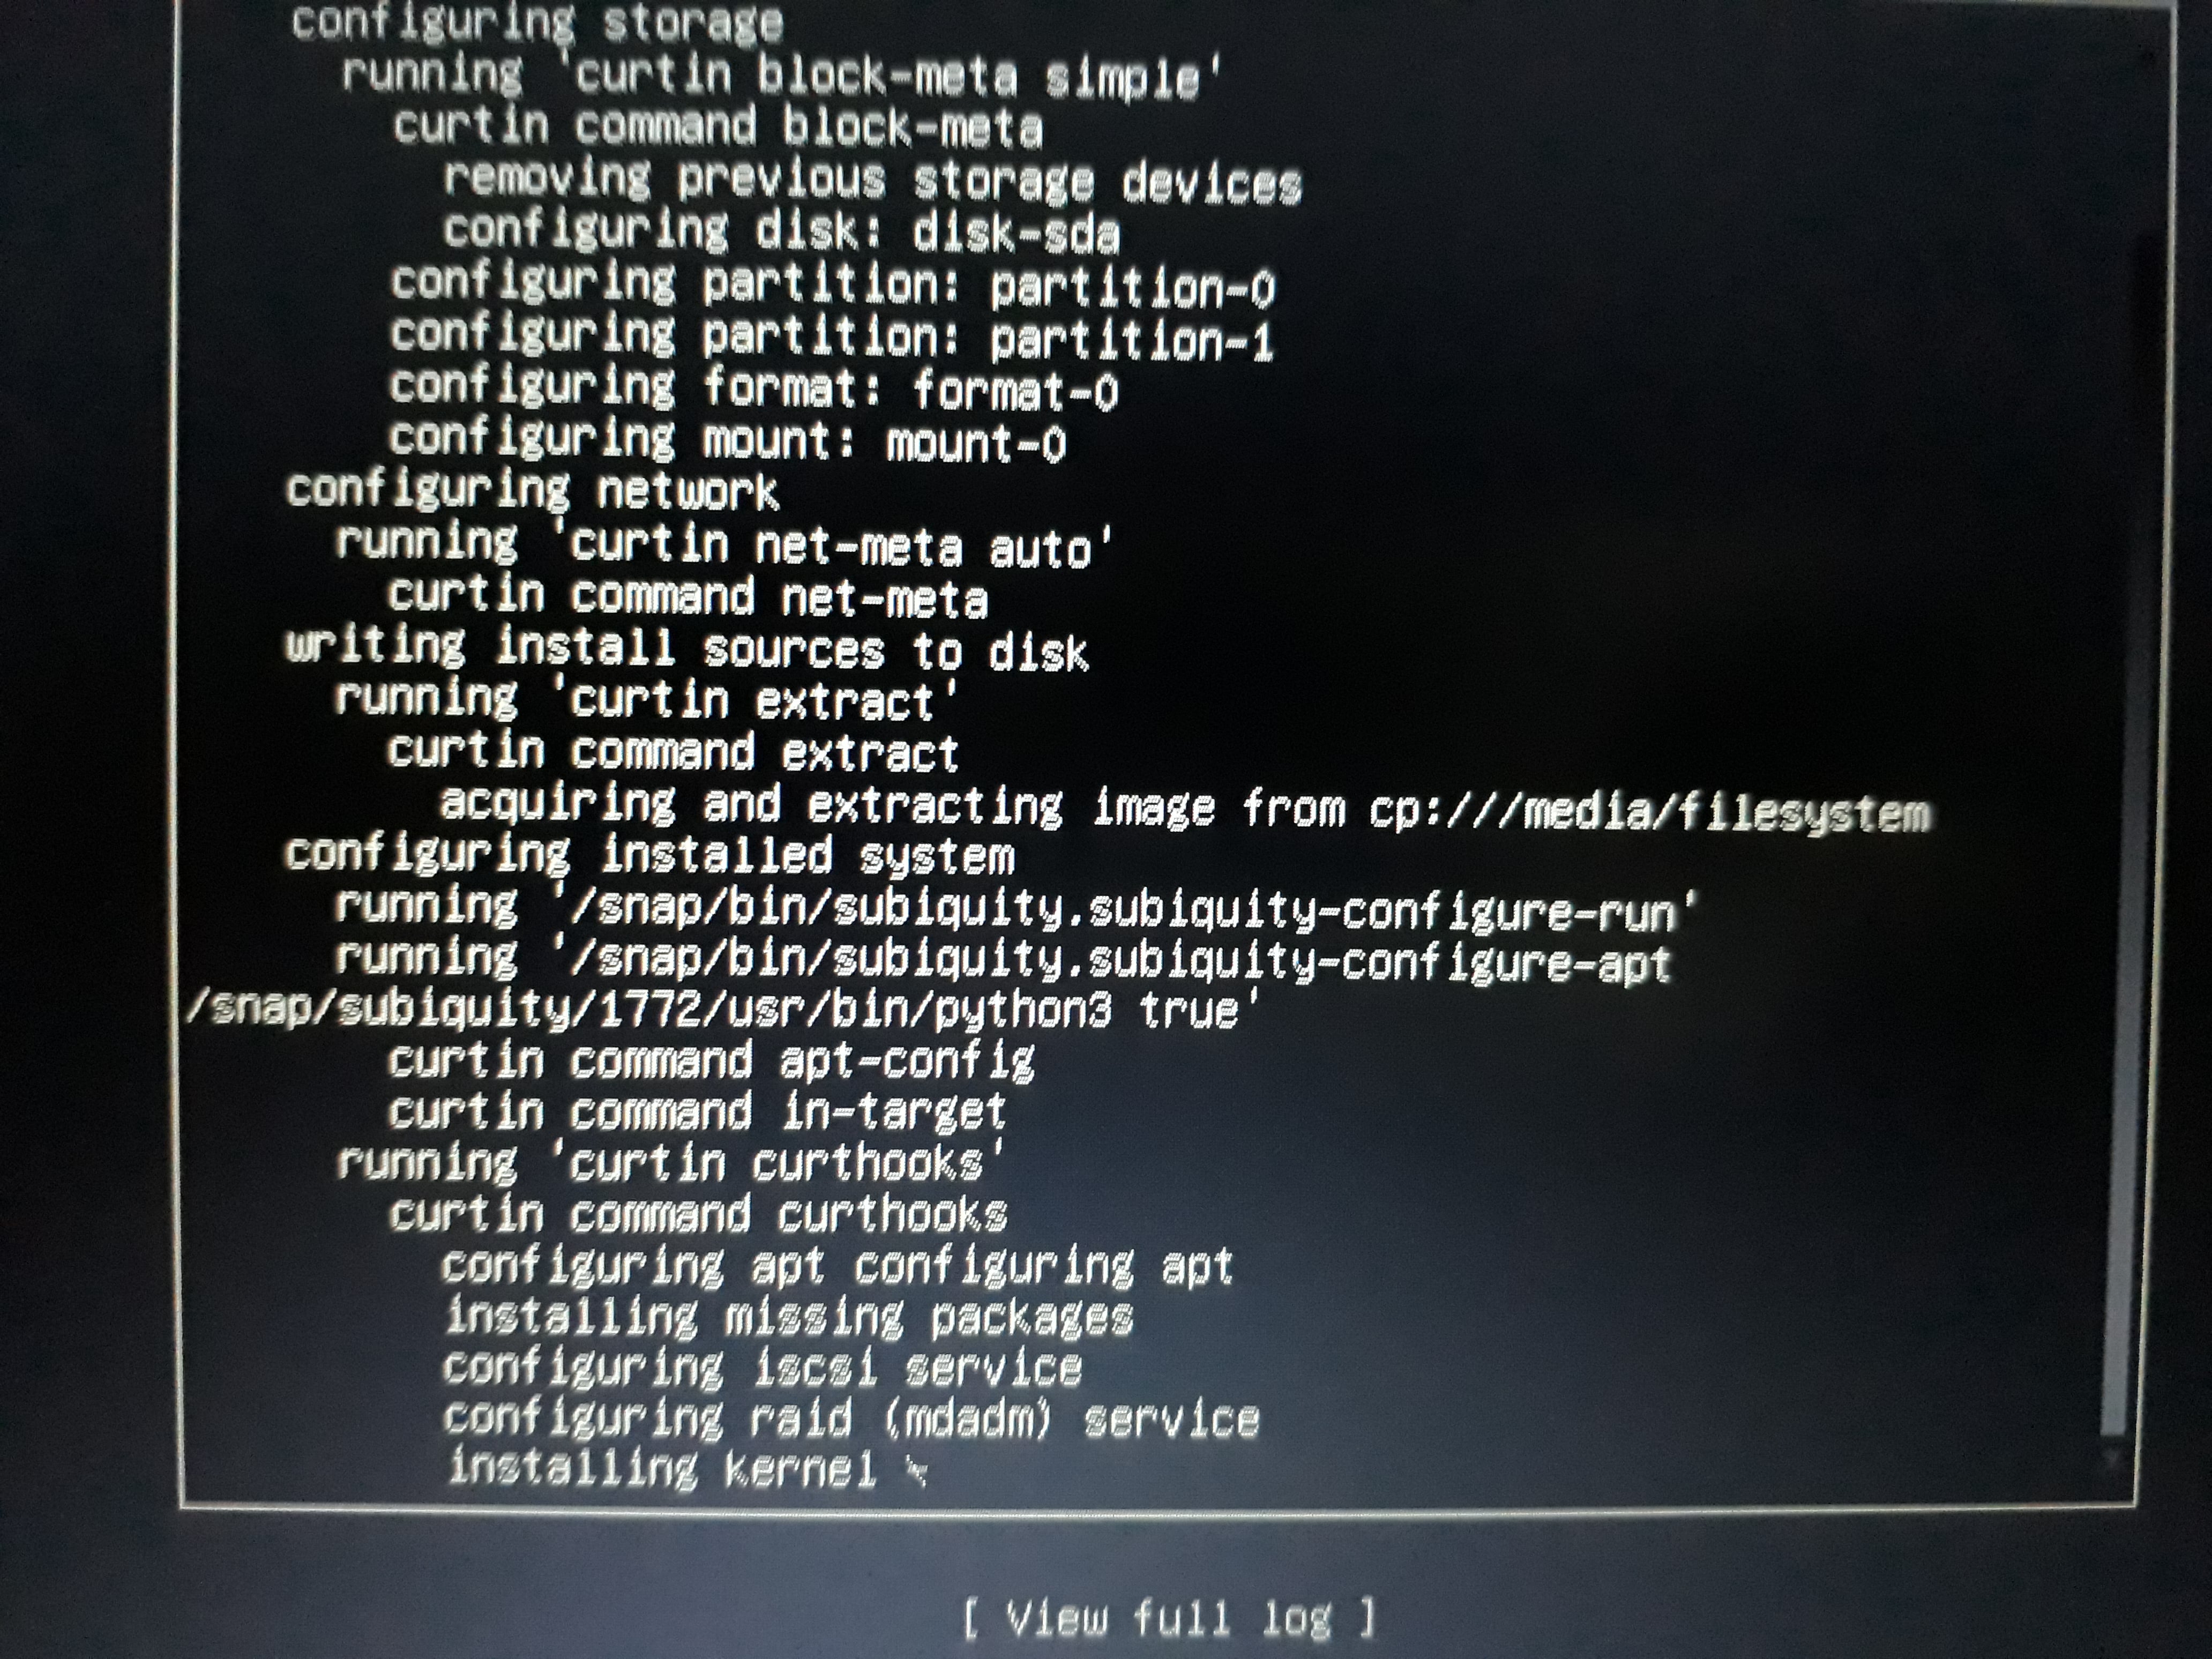 configuring storage
running 'curtin block-meta simple'
curtin command block-meta
removing previous storage devices
configuring disk: disk-sda
configuring partition: partition-0
configuring partition: partition-1
configuring format: format-0
configuring mount: mount-0
configuring network
running 'curtin net-meta auto'
curtin command net-meta
writing install sources to disk
running 'curtin extract'
curtin command extract
acquiring and extracting image from cp:///media/filesystem
configuring installed system
running '/snap/bin/subiquity.subiquity-configure-run'
running '/snap/bin/subiquity.subiquity-configure-apt
/snap/subiquity/1772/usr/bin/python3 true'
curtin command apt-config
curtin command in-target
running 'curtin curthooks'
curtin command curthooks
configuring apt configuring apt
installing missing packages
configuring iscsi service
configuring raid (mdadm) service
installing kernel
[ View full log ]